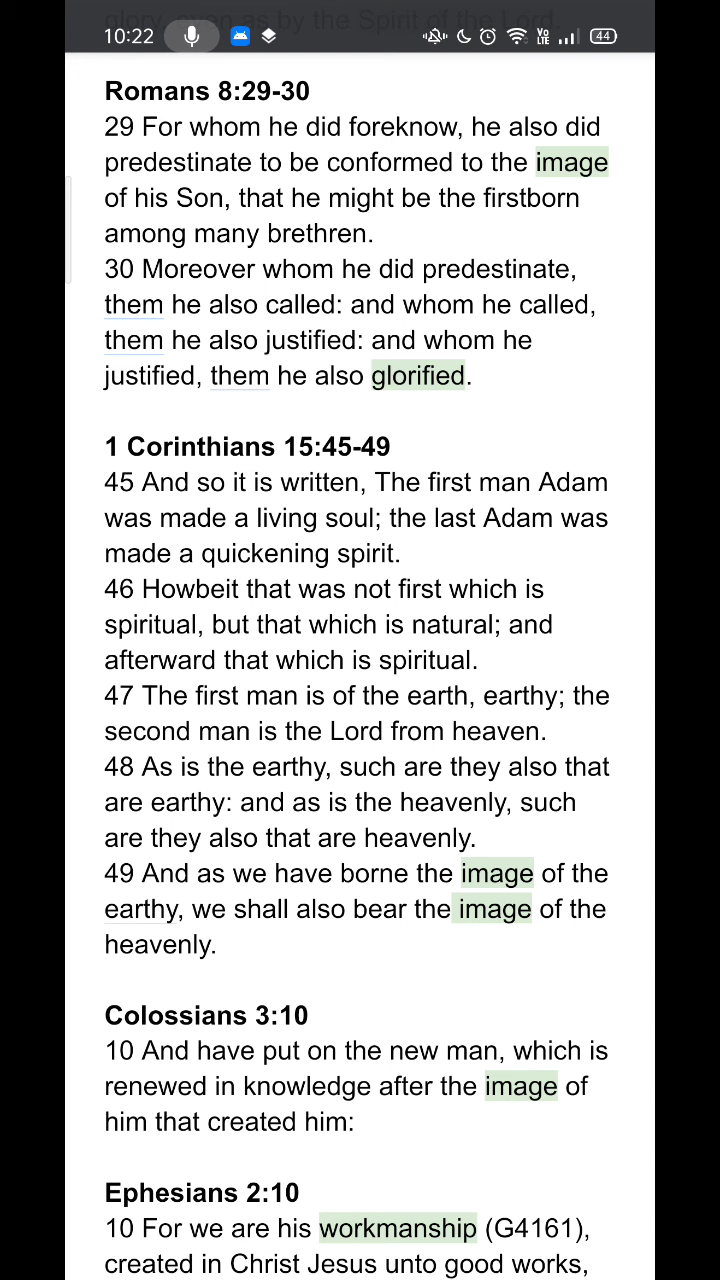 glory, even as by the Spirit of the Lord.
10:22
Vo
LTE
44
Romans 8:29-30
29 For whom he did foreknow, he also did
predestinate to be conformed to the image
of his Son, that he might be the firstborn
among many brethren.
30 Moreover whom he did predestinate,
them he also called: and whom he called,
them he also justified: and whom he
justified, them he also glorified.
1 Corinthians 15:45-49
45 And so it is written, The first man Adam
was made a living soul; the last Adam was
made a quickening spirit.
46 Howbeit that was not first which is
spiritual, but that which is natural; and
afterward that which is spiritual.
47 The first man is of the earth, earthy; the
second man is the Lord from heaven.
48 As is the earthy, such are they also that
are earthy: and as is the heavenly, such
are they also that are heavenly.
49 And as we have borne the image of the
earthy, we shall also bear the image of the
heavenly.
Colossians 3:10
10 And have put on the new man, which is
renewed in knowledge after the image of
him that created him:
Ephesians 2:10
10 For we are his workmanship (G4161),
created in Christ Jesus unto good works,